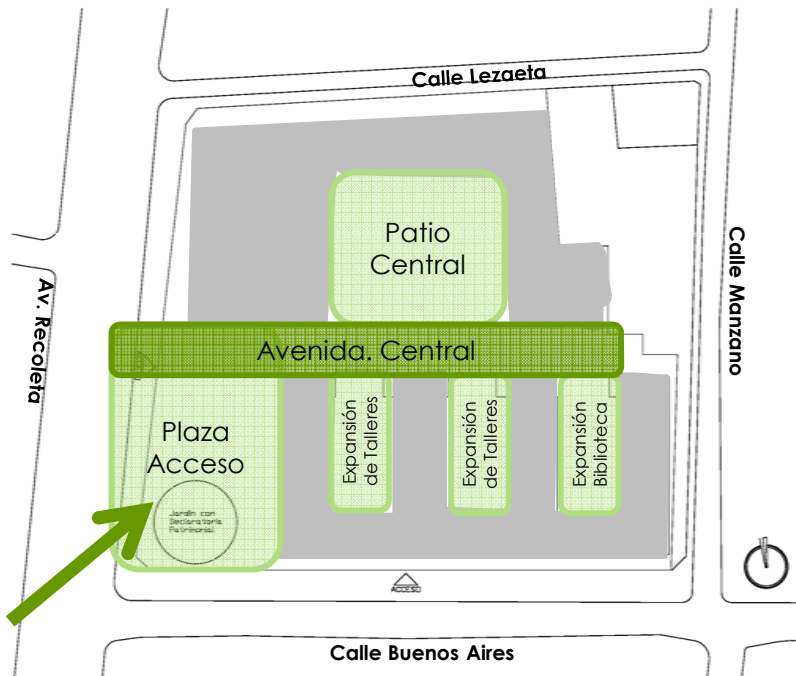 Calle Lezaeta
Patio
Central
Calle Manzano
Av. Recoleta
Avenida. Central
Plaza
Acceso
Expansión
de Talleres
Expansión
de Talleres
Expansión
Biblioteca
Jardín con
Declaratoria
Patrimonial
ACCESO
Calle Buenos Aires